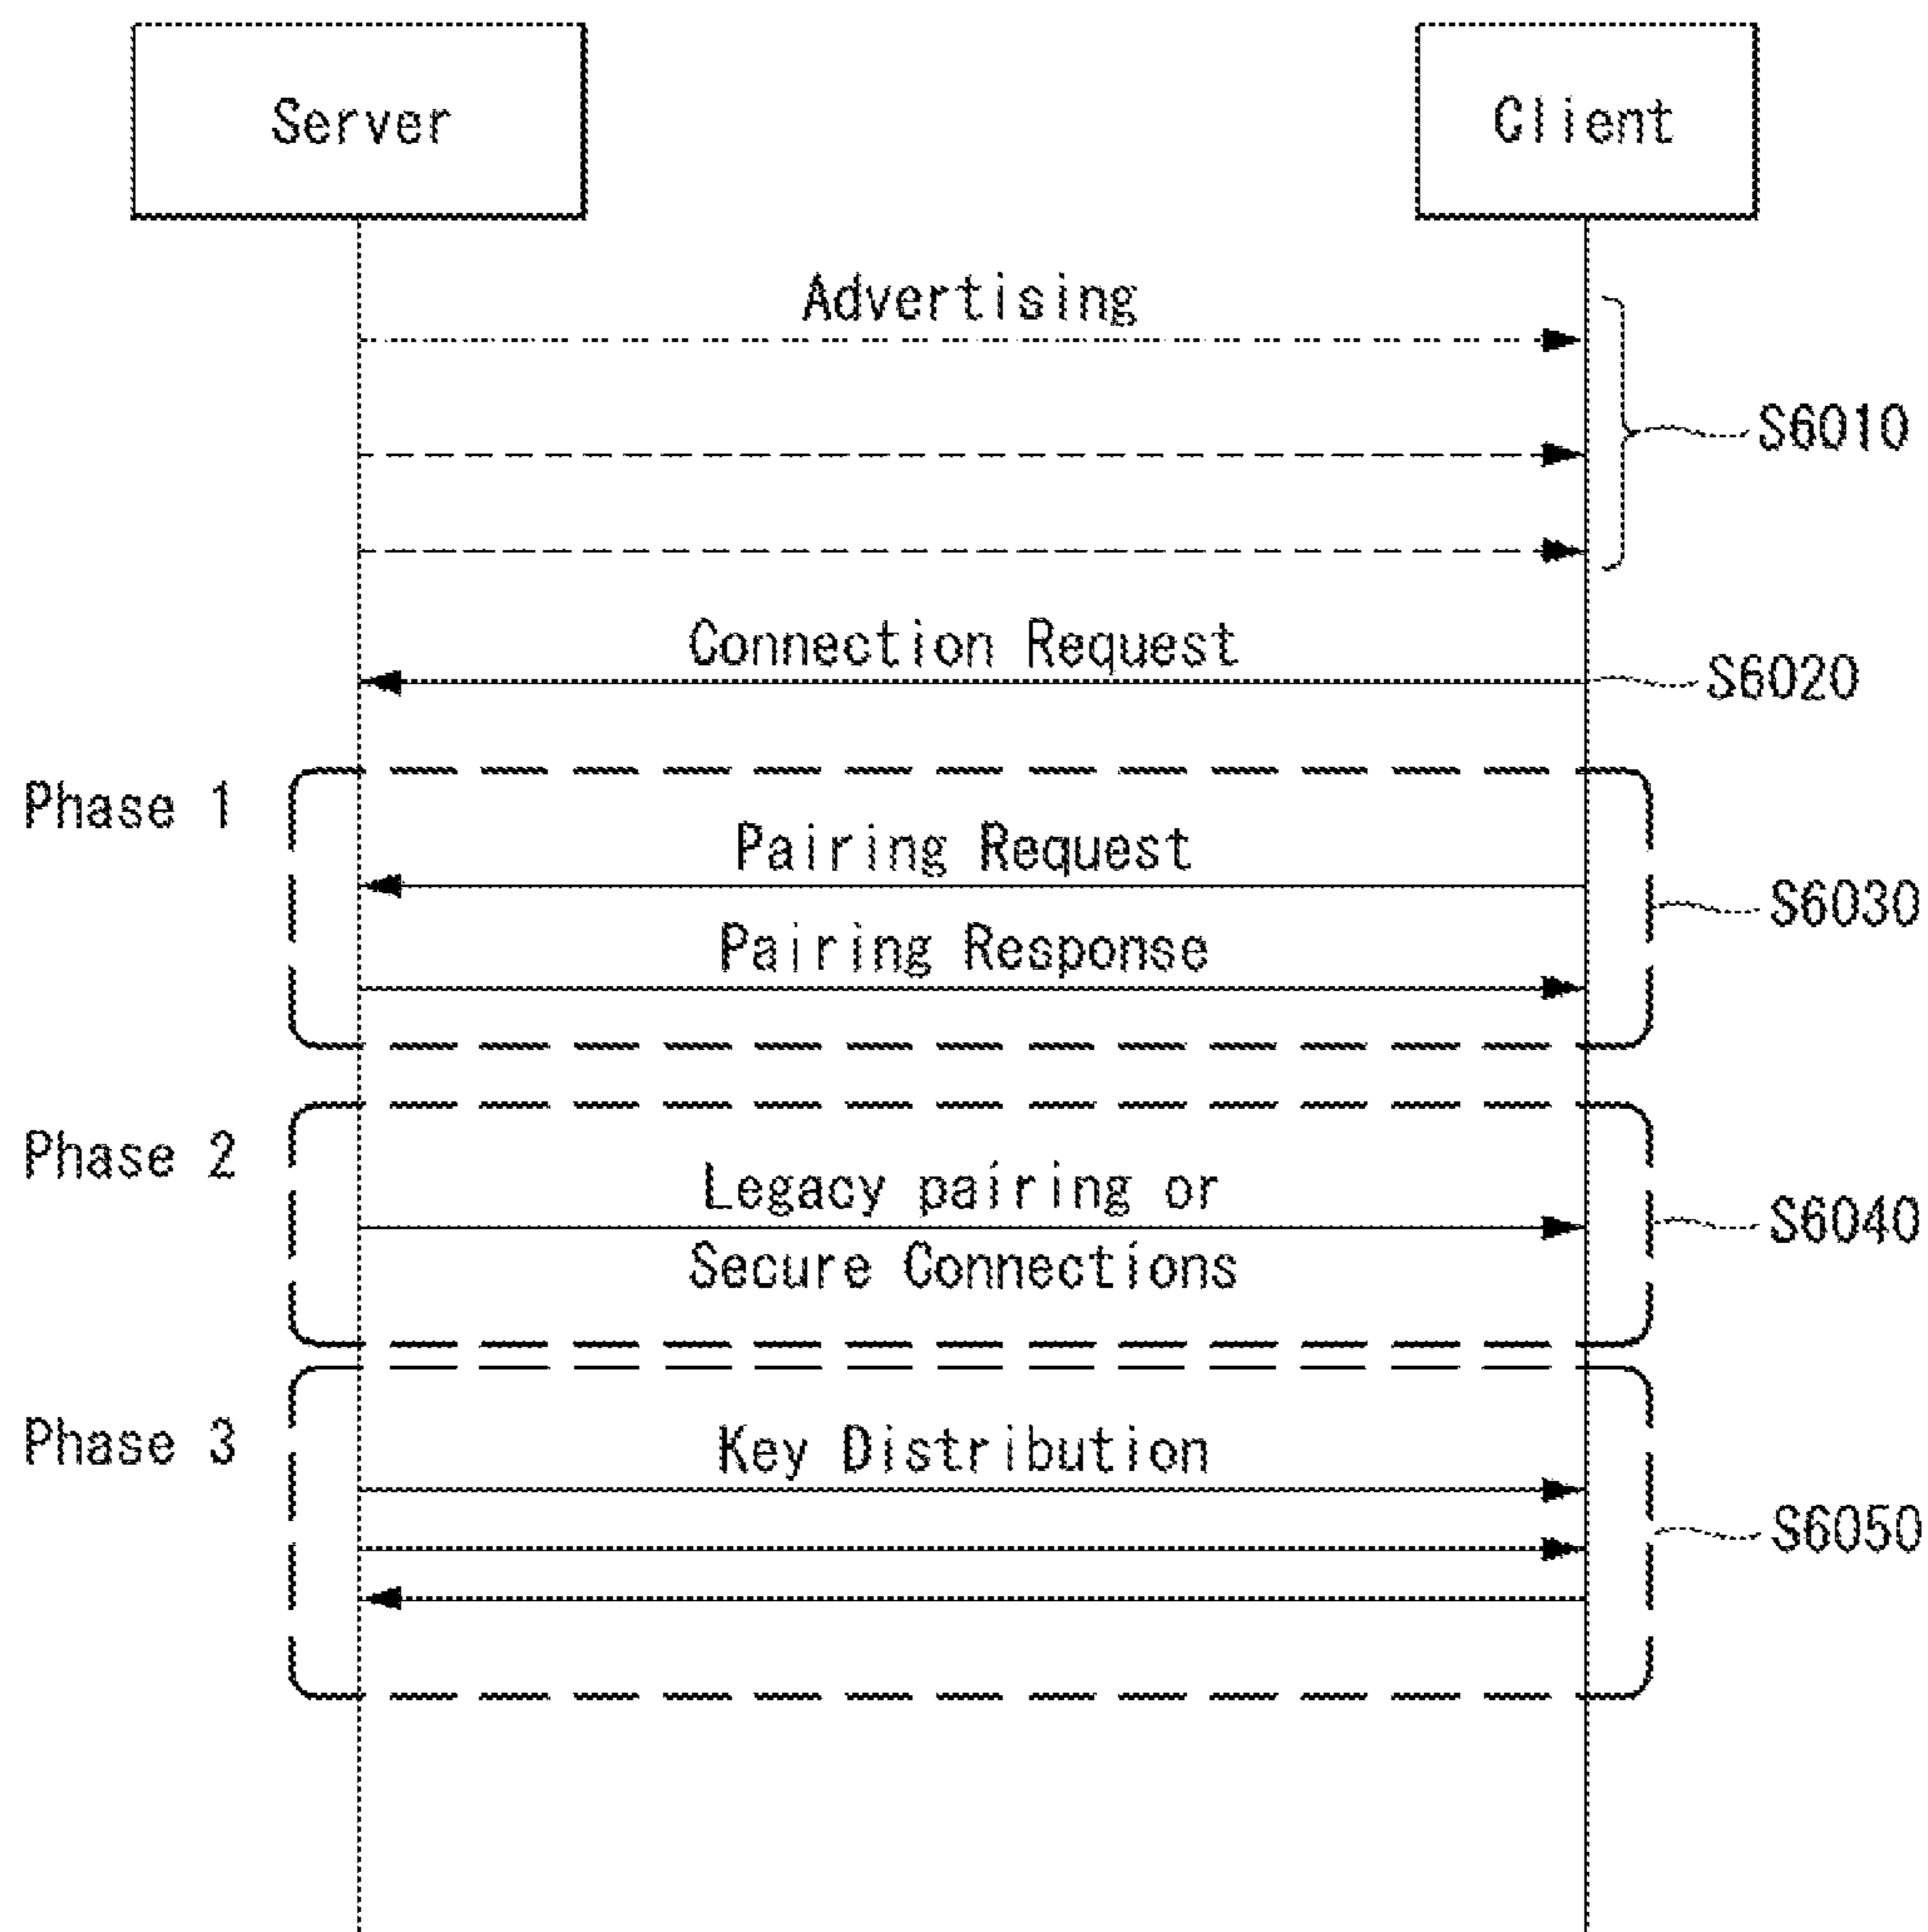 Server
Client
Advertising
S6010
Connection Request
S6020
Phase 1
Pairing Request
S6030
Pairing Response
Phase 2
Legacy pairing or
S6040
Secure Connections
Phase 3
Key Distribution
S6050